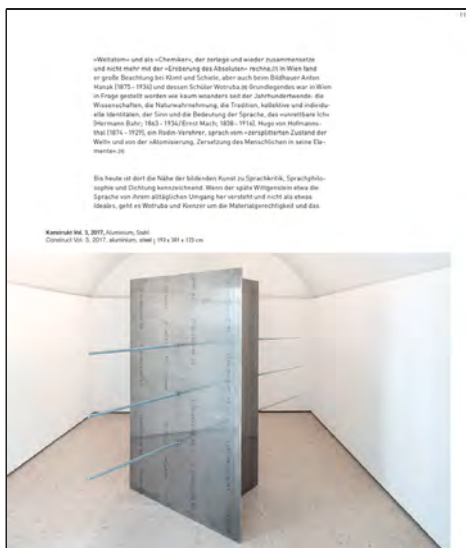 11
»Weltatom« und als »Chemiker«, der zerlege und wieder zusammensetze
und nicht mehr mit der »Eroberung des Absoluten« rechne. In Wien fand
er große Beachtung bei Klimt und Schiele, aber auch beim Bildhauer Anton
Hanak (1875 – 1934) und dessen Schüler Wotruba. Grundlegendes war in Wien
in Frage gestellt worden wie kaum woanders seit der Jahrhundertwende: die
Wissenschaften, die Naturwahrnehmung, die Tradition, kollektive und individu-
elle Identitäten, der Sinn und die Bedeutung der Sprache, das »unrettbare Ich«
(Hermann Bahr; 1863 – 1934/Ernst Mach; 1838 – 1916). Hugo von Hofmanns-
thal (1874 – 1929), ein Rodin-Verehrer, sprach vom »zersplitterten Zustand der
Welt« und von der »Atomisierung, Zersetzung des Menschlichen in seine Ele-
mente«.
Bis heute ist dort die Nähe der bildenden Kunst zu Sprachkritik, Sprachphilo-
sophie und Dichtung kennzeichnend. Wenn der späte Wittgenstein etwa die
Sprache von ihrem alltäglichen Umgang her versteht und nicht als etwas
Ideales, geht es Wotruba und Kienzer um die Materialgerechtigkeit und das
Konstrukt Vol. 3, 2017, Aluminium, Stahl
Construct Vol. 3, 2017, aluminium, steel | 193 x 301 x 125 cm